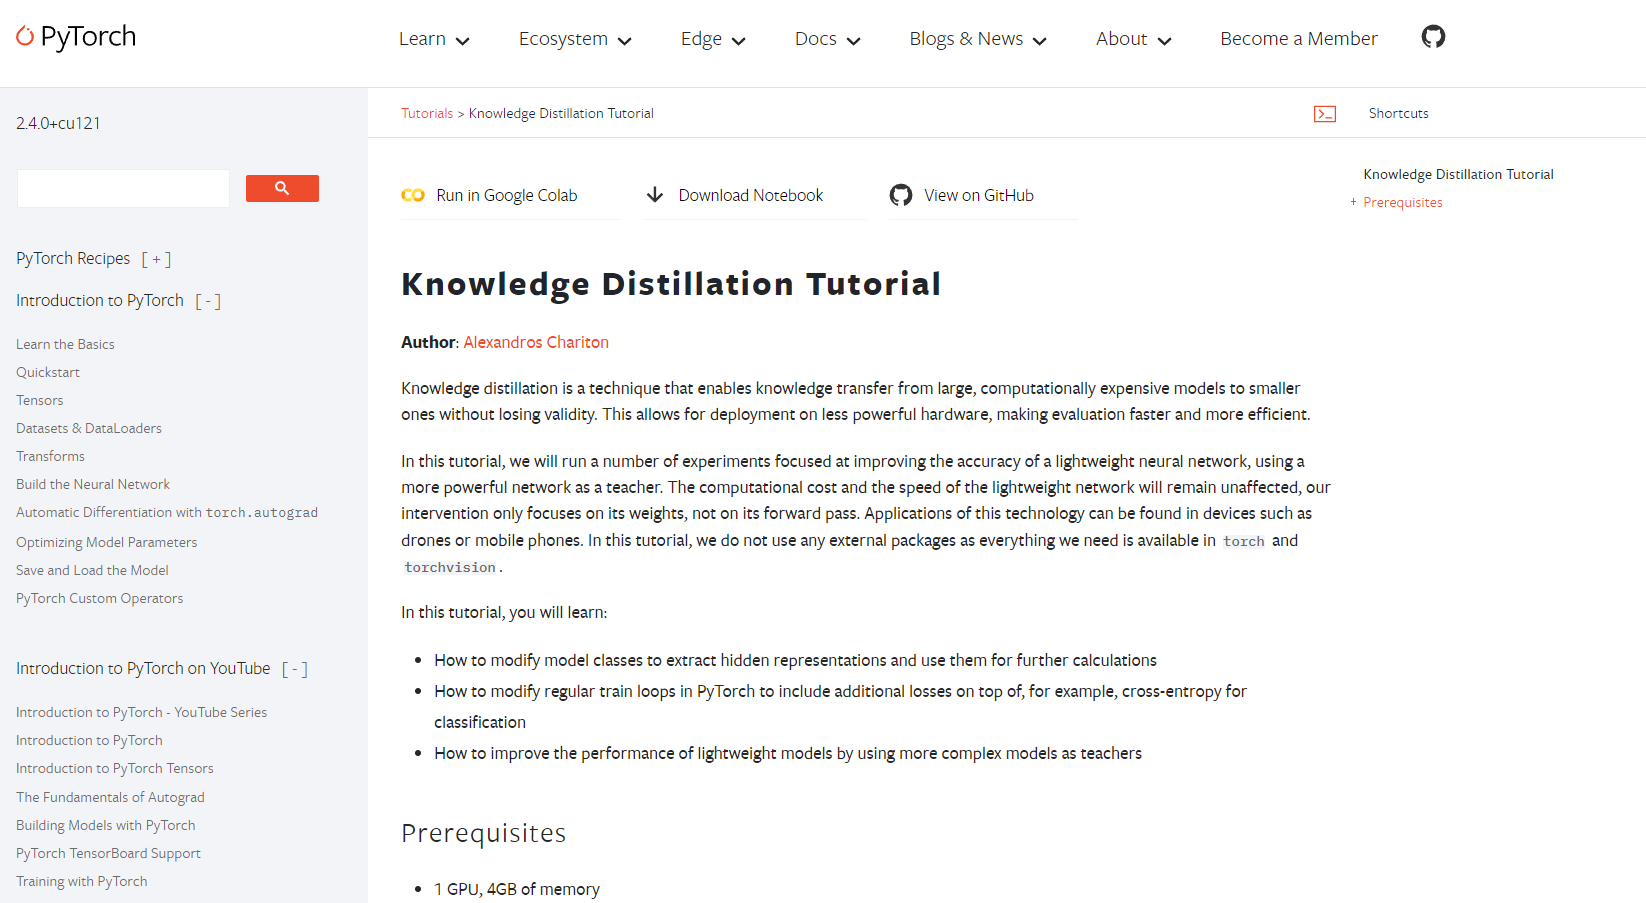 PyTorch
Learn
Ecosystem
Edge
Docs
Blogs & News
About
Become a Member
2.4.0+cu121
PyTorch Recipes [ + ]
Introduction to PyTorch [ - ]
Learn the Basics
Quickstart
Tensors
Datasets & DataLoaders
Transforms
Build the Neural Network
Automatic Differentiation with torch.autograd
Optimizing Model Parameters
Save and Load the Model
PyTorch Custom Operators
Introduction to PyTorch on YouTube [ - ]
Introduction to PyTorch - YouTube Series
Introduction to PyTorch
Introduction to PyTorch Tensors
The Fundamentals of Autograd
Building Models with PyTorch
PyTorch TensorBoard Support
Training with PyTorch
Tutorials > Knowledge Distillation Tutorial
Shortcuts
Run in Google Colab
Download Notebook
View on GitHub
Knowledge Distillation Tutorial
Author: Alexandros Chariton
Knowledge distillation is a technique that enables knowledge transfer from large, computationally expensive models to smaller
ones without losing validity. This allows for deployment on less powerful hardware, making evaluation faster and more efficient.
In this tutorial, we will run a number of experiments focused at improving the accuracy of a lightweight neural network, using a
more powerful network as a teacher. The computational cost and the speed of the lightweight network will remain unaffected, our
intervention only focuses on its weights, not on its forward pass. Applications of this technology can be found in devices such as
drones or mobile phones. In this tutorial, we do not use any external packages as everything we need is available in torch and
torchvision.
In this tutorial, you will learn:
• How to modify model classes to extract hidden representations and use them for further calculations
• How to modify regular train loops in PyTorch to include additional losses on top of, for example, cross-entropy for
classification
• How to improve the performance of lightweight models by using more complex models as teachers
Prerequisites
• 1 GPU, 4GB of memory
Knowledge Distillation Tutorial
+ Prerequisites